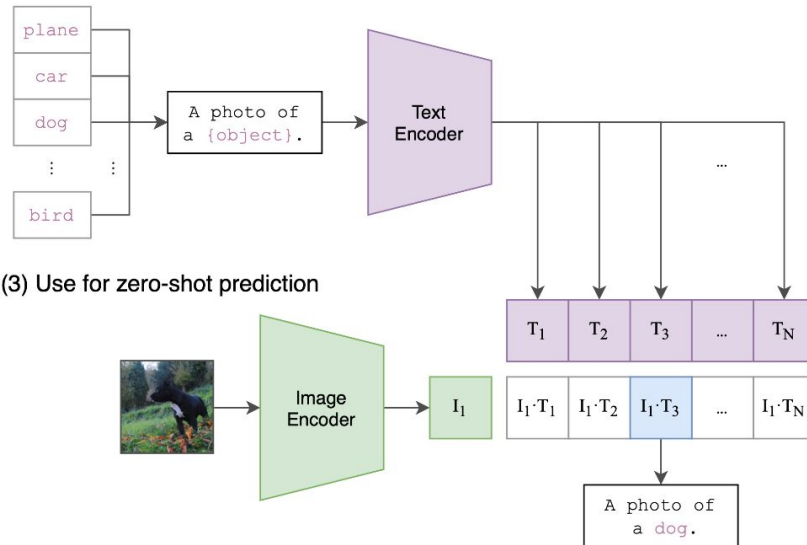 plane
car
dog
⋮ ⋮
bird
A photo of
a {object}.
Text
Encoder
...
(3) Use for zero-shot prediction
T1 T2 T3 ... TN
Image
Encoder
I1
I1·T1 I1·T2 I1·T3 ... I1·TN
A photo of
a dog.